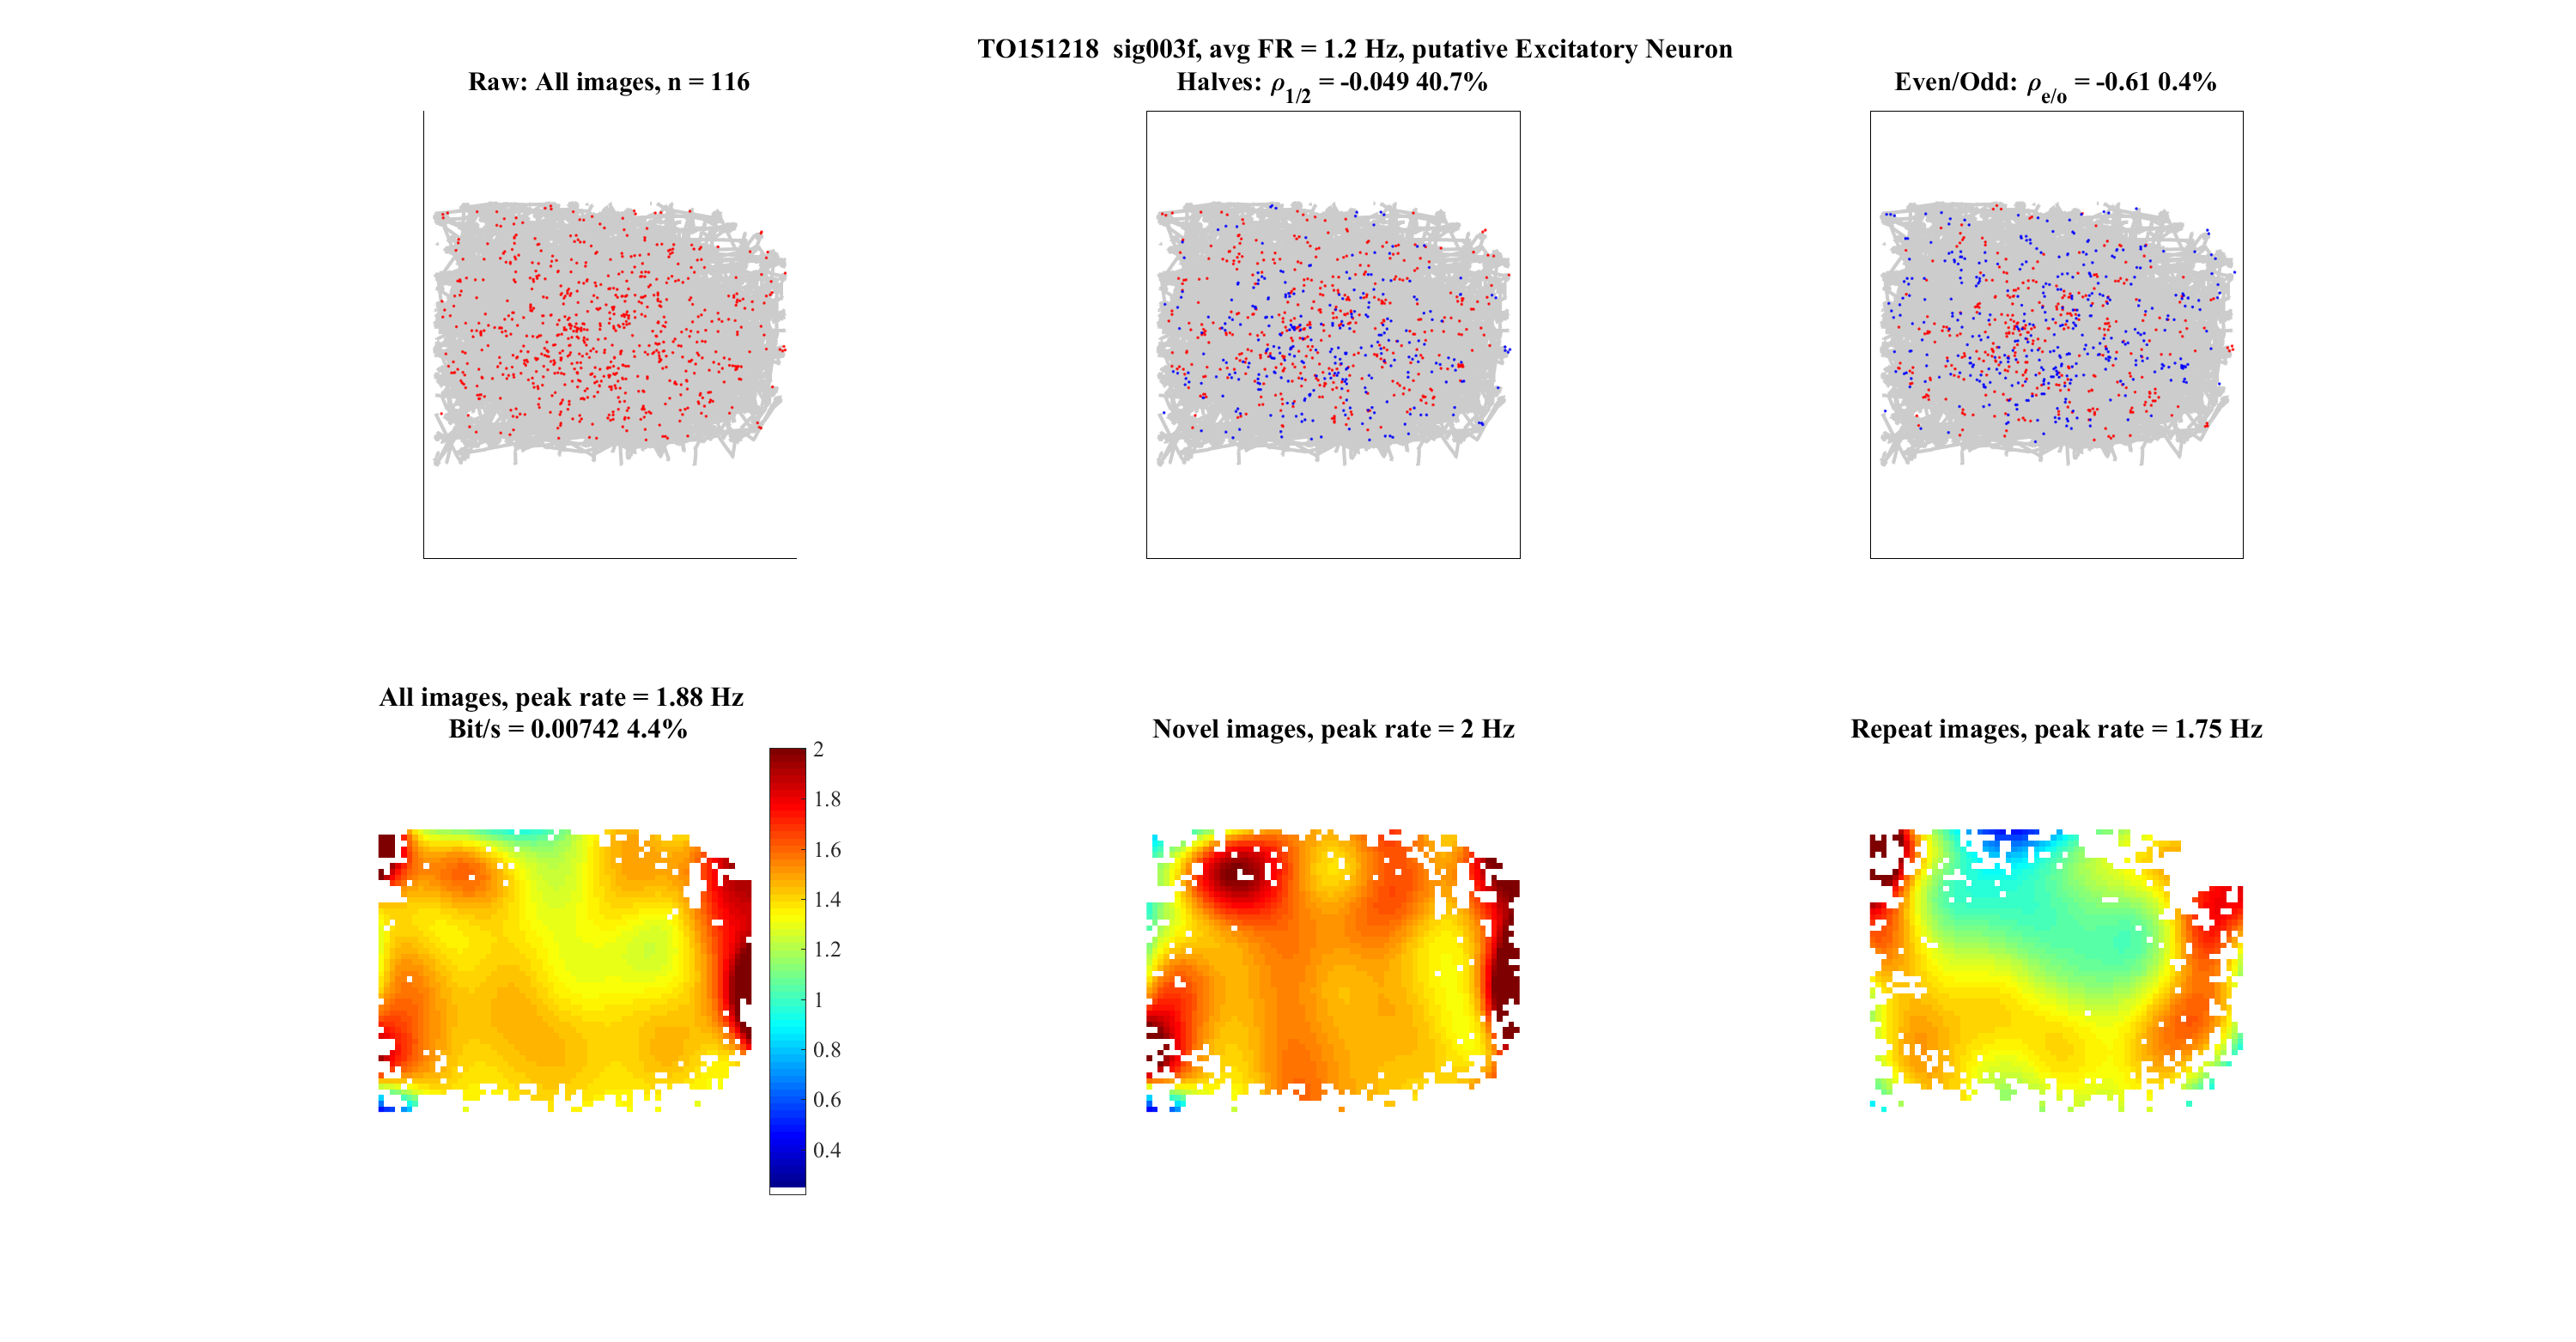 TO151218  sig003f, avg FR = 1.2 Hz, putative Excitatory Neuron
Raw: All images, n = 116
Halves: ρ1/2 = -0.049 40.7%
Even/Odd: ρe/o = -0.61 0.4%
All images, peak rate = 1.88 Hz
Bit/s = 0.00742 4.4%
Novel images, peak rate = 2 Hz
Repeat images, peak rate = 1.75 Hz
2
1.8
1.6
1.4
1.2
1
0.8
0.6
0.4